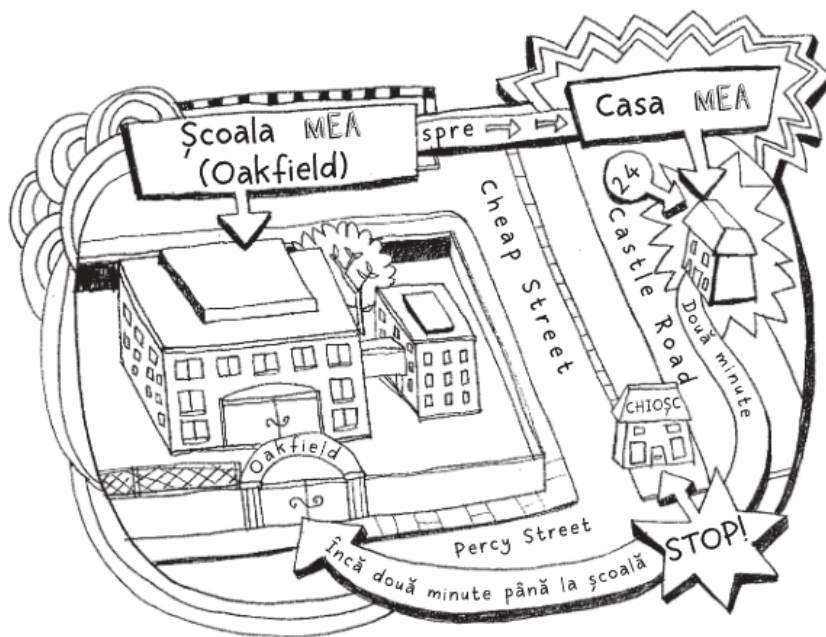 Școala MEA
(Oakfield)
spre
Casa MEA
24
Cheap Street
Castle Road
Două minute
CHIOȘC
Oakfield
Percy Street
STOP!
Încă două minute până la școală